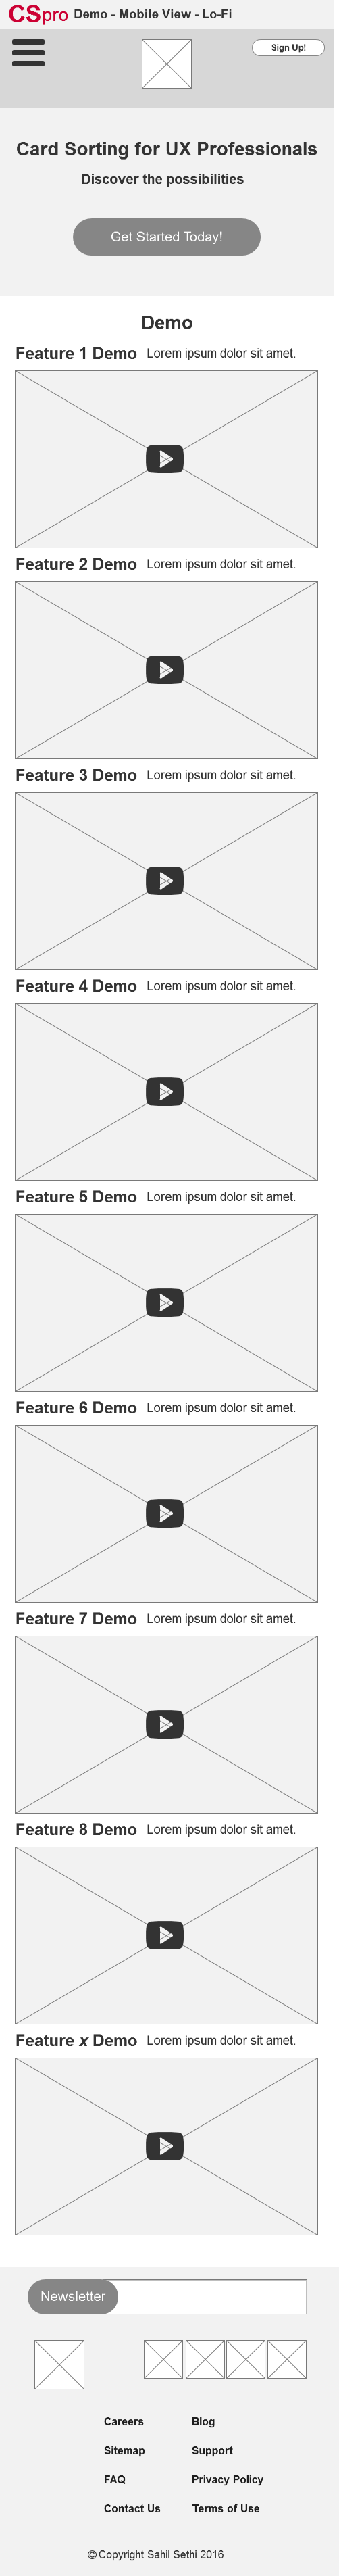 CSpro Demo - Mobile View - Lo-Fi
Sign Up!
Card Sorting for UX Professionals
Discover the possibilities
Get Started Today!
Demo
Feature 1 Demo Lorem ipsum dolor sit amet.
Feature 2 Demo Lorem ipsum dolor sit amet.
Feature 3 Demo Lorem ipsum dolor sit amet.
Feature 4 Demo Lorem ipsum dolor sit amet.
Feature 5 Demo Lorem ipsum dolor sit amet.
Feature 6 Demo Lorem ipsum dolor sit amet.
Feature 7 Demo Lorem ipsum dolor sit amet.
Feature 8 Demo Lorem ipsum dolor sit amet.
Feature x Demo Lorem ipsum dolor sit amet.
Newsletter
Careers Blog
Sitemap Support
FAQ Privacy Policy
Contact Us Terms of Use
© Copyright Sahil Sethi 2016